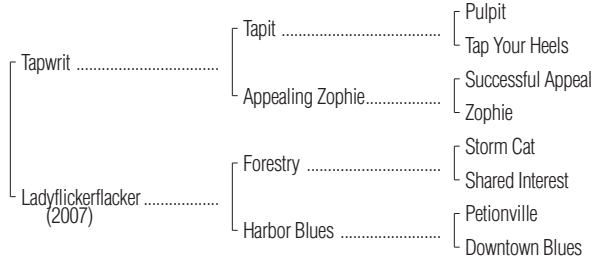 Pulpit
Tapit ..........................................
Tap Your Heels
Tapwrit ................................
Successful Appeal
Appealing Zophie.................
Zophie
Storm Cat
Forestry ..............................
Shared Interest
Ladyflickerflacker .................
(2007)
Petionville
Harbor Blues .......................
Downtown Blues